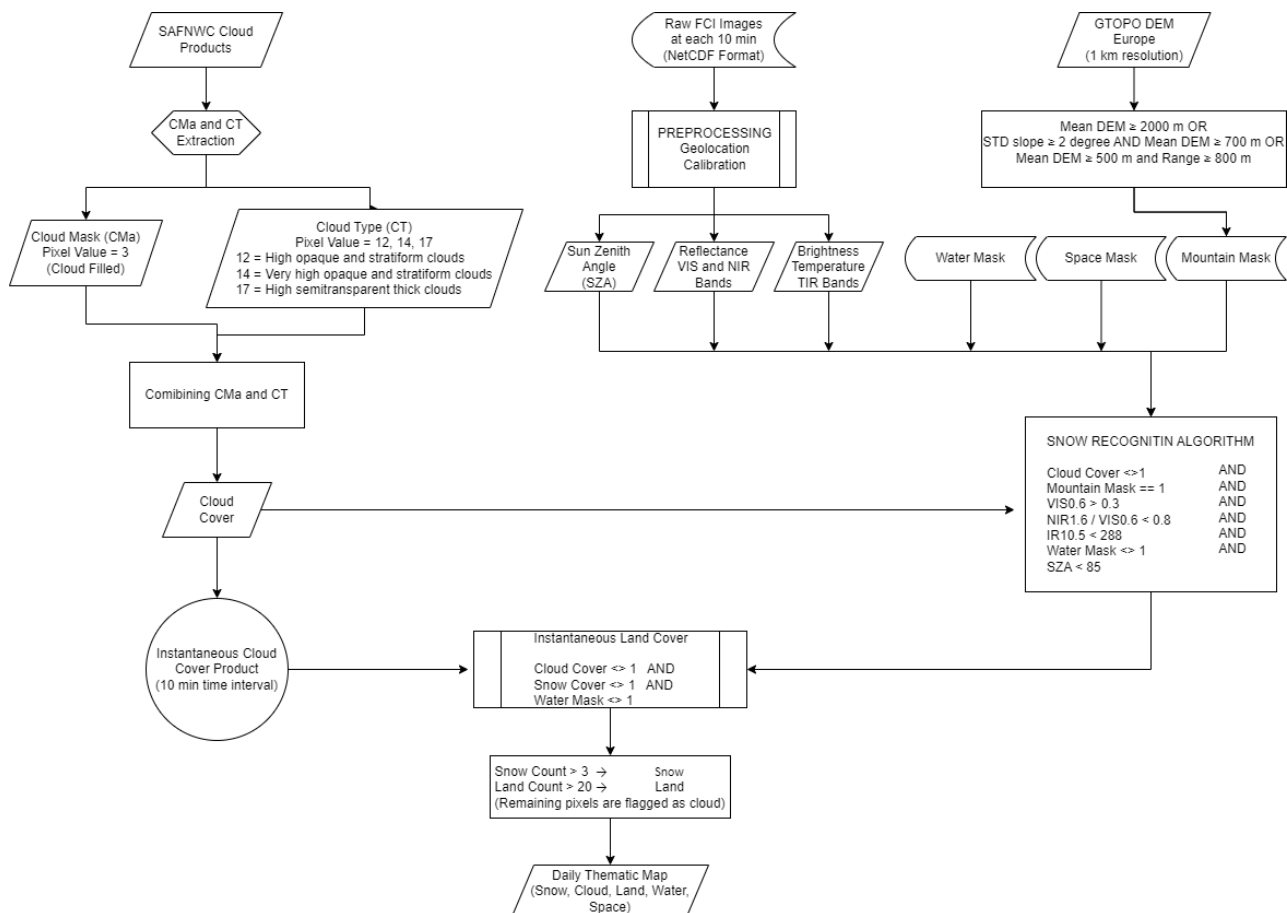 SAFNWC Cloud
Products
Raw FCI Images
at each 10 min
(NetCDF Format)
GTOPO DEM
Europe
(1 km resolution)
CMa and CT
Extraction
PREPROCESSING
Geolocation
Calibration
Mean DEM ≥ 2000 m OR
STD slope ≥ 2 degree AND Mean DEM ≥ 700 m OR
Mean DEM ≥ 500 m and Range ≥ 800 m
Cloud Mask (CMa)
Pixel Value = 3
(Cloud Filled)
Cloud Type (CT)
Pixel Value = 12, 14, 17
12 = High opaque and stratiform clouds
14 = Very high opaque and stratiform clouds
17 = High semitransparent thick clouds
Sun Zenith
Angle
(SZA)
Reflectance
VIS and NIR
Bands
Brightness
Temperature
TIR Bands
Water Mask
Space Mask
Mountain Mask
Comibining CMa and CT
SNOW RECOGNITIN ALGORITHM
Cloud Cover <>1 AND
Mountain Mask == 1 AND
VIS0.6 > 0.3 AND
NIR1.6 / VIS0.6 < 0.8 AND
IR10.5 < 288 AND
Water Mask <> 1 AND
SZA < 85
Cloud
Cover
Instantaneous Cloud
Cover Product
(10 min time interval)
Instantaneous Land Cover
Cloud Cover <> 1 AND
Snow Cover <> 1 AND
Water Mask <> 1
Snow Count > 3 → Snow
Land Count > 20 → Land
(Remaining pixels are flagged as cloud)
Daily Thematic Map
(Snow, Cloud, Land, Water,
Space)